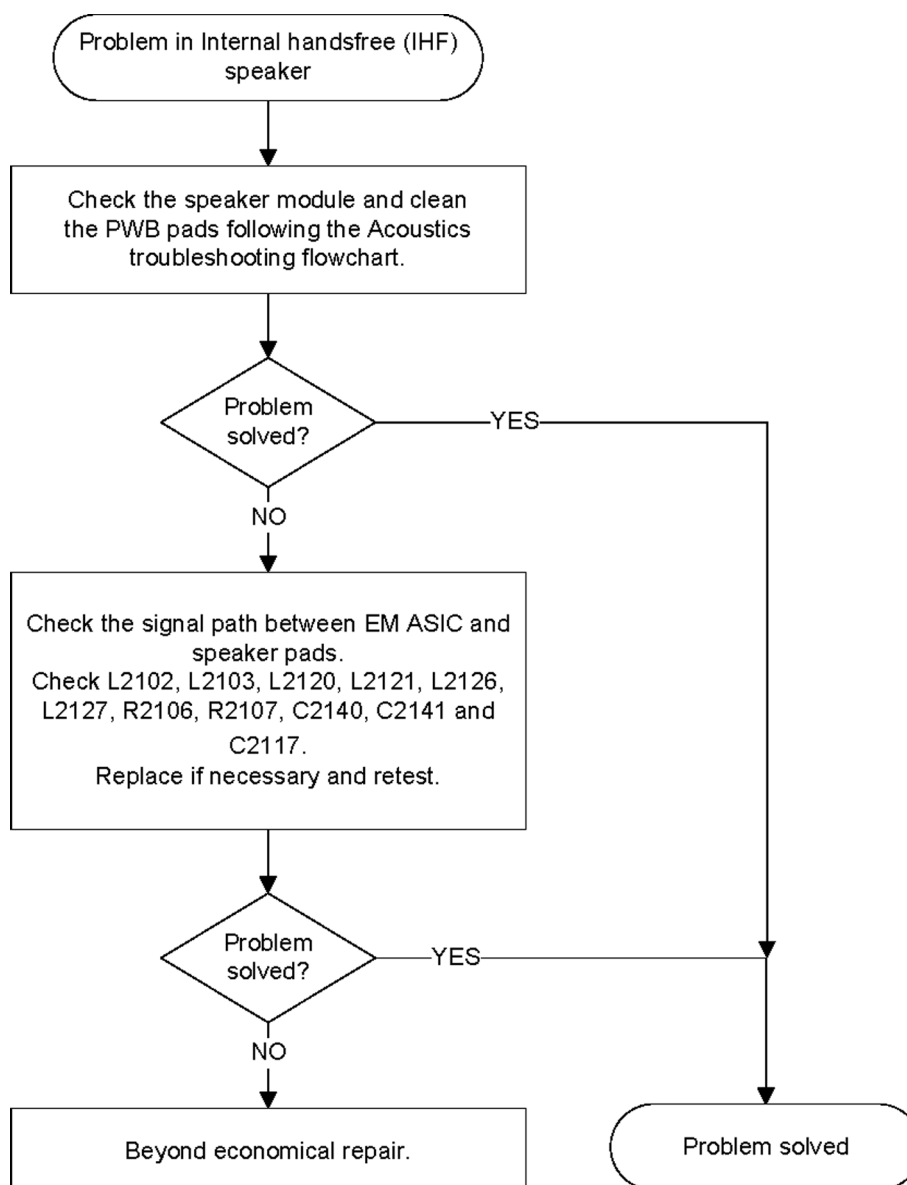 Problem in Internal handsfree (IHF)
speaker
Check the speaker module and clean
the PWB pads following the Acoustics
troubleshooting flowchart.
Problem
solved?
YES
NO
Check the signal path between EM ASIC and
speaker pads.
Check L2102, L2103, L2120, L2121, L2126,
L2127, R2106, R2107, C2140, C2141 and
C2117.
Replace if necessary and retest.
Problem
solved?
YES
NO
Beyond economical repair.
Problem solved